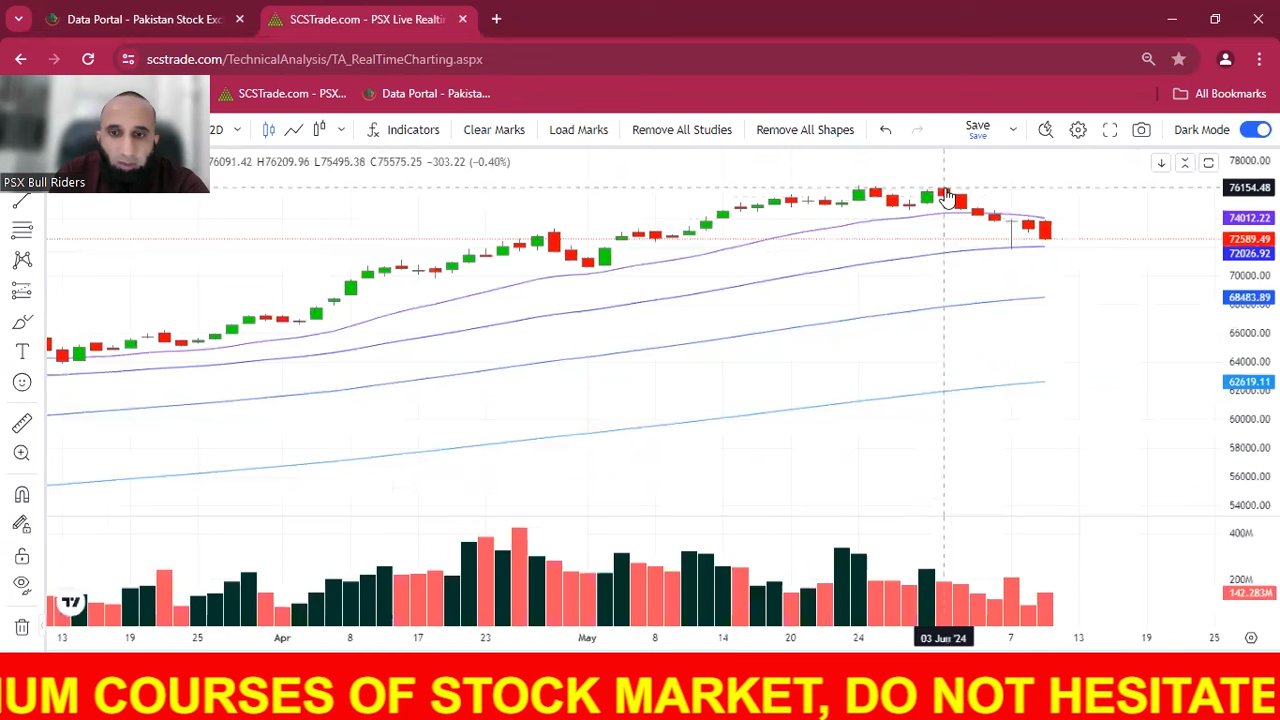 Data Portal - Pakistan Stock Exc
SCSTrade.com - PSX Live Realti
scstrade.com/TechnicalAnalysis/TA_RealTimeCharting.aspx
SCSTrade.com - PSX...
Data Portal - Pakista...
All Bookmarks
2D
Indicators
Clear Marks
Load Marks
Remove All Studies
Remove All Shapes
Save
Save
Dark Mode
PSX Bull Riders
76091.42 H76209.96 L75495.38 C75575.25 −303.22 (−0.40%)
78000.00
76154.48
74012.22
72589.49
72026.92
70000.00
68483.89
66000.00
64000.00
62619.11
60000.00
58000.00
56000.00
54000.00
400M
200M
142.283M
13 19 25 Apr 8 17 23 May 8 14 20 24 03 Jun '24 7 13 19 25
IUM COURSES OF STOCK MARKET, DO NOT HESITATE